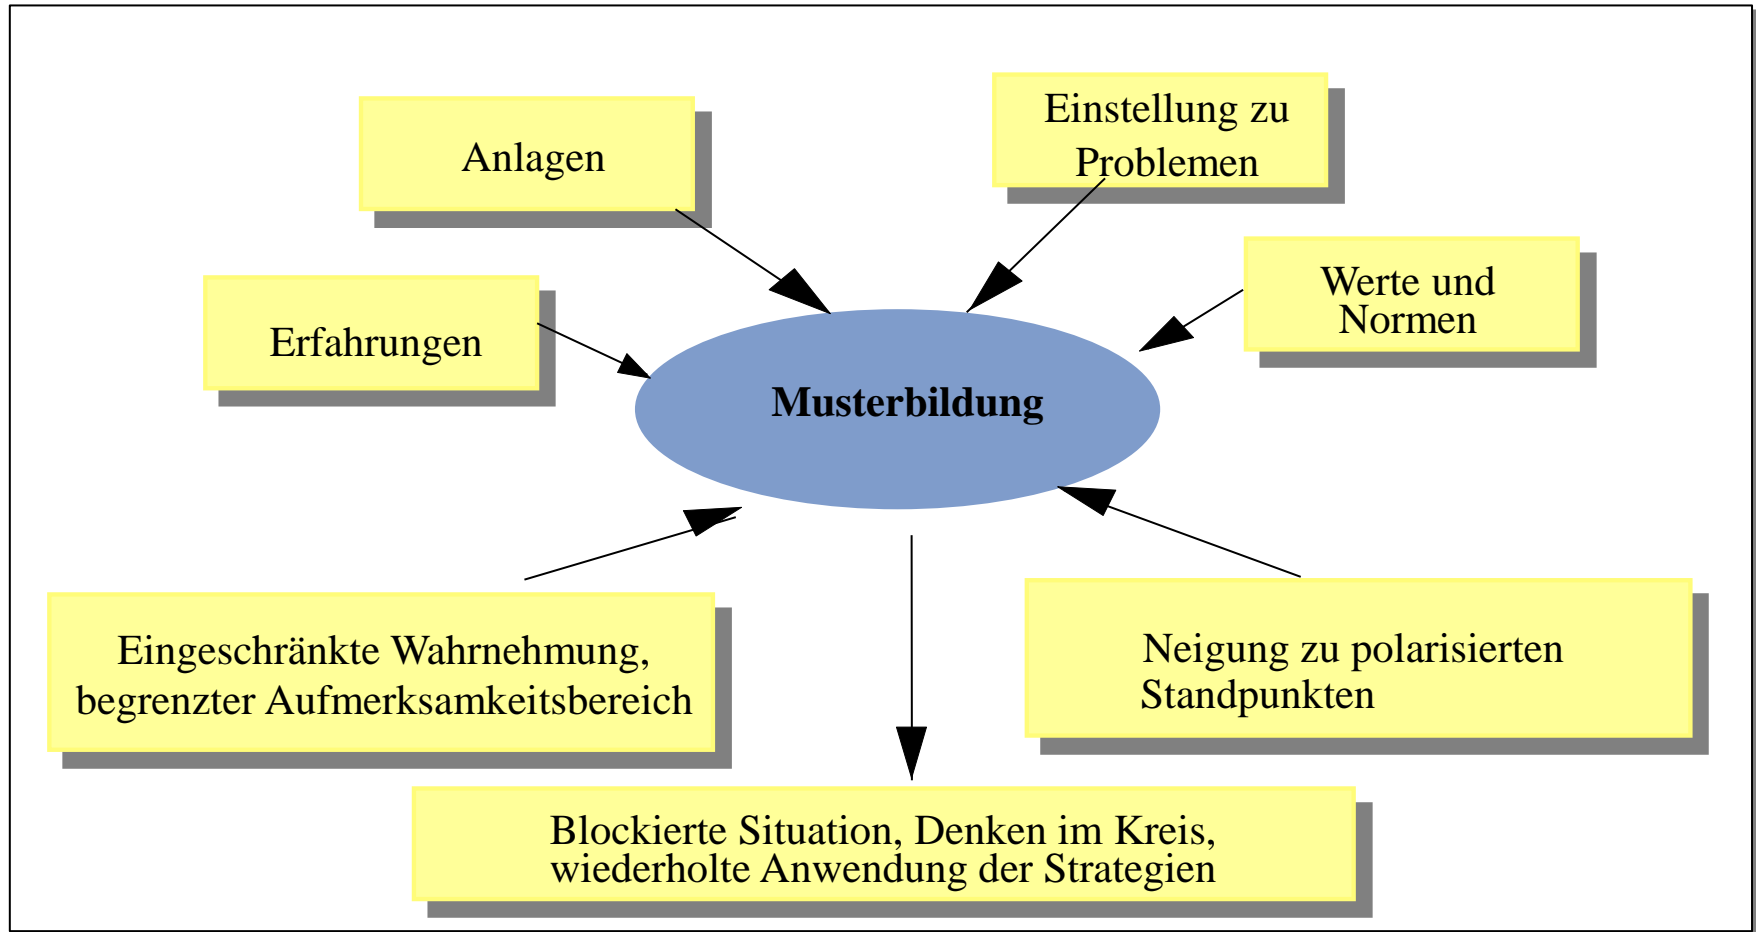 Anlagen
Einstellung zu
Problemen
Werte und
Normen
Erfahrungen
Musterbildung
Eingeschränkte Wahrnehmung,
begrenzter Aufmerksamkeitsbereich
Neigung zu polarisierten
Standpunkten
Blockierte Situation, Denken im Kreis,
wiederholte Anwendung der Strategien